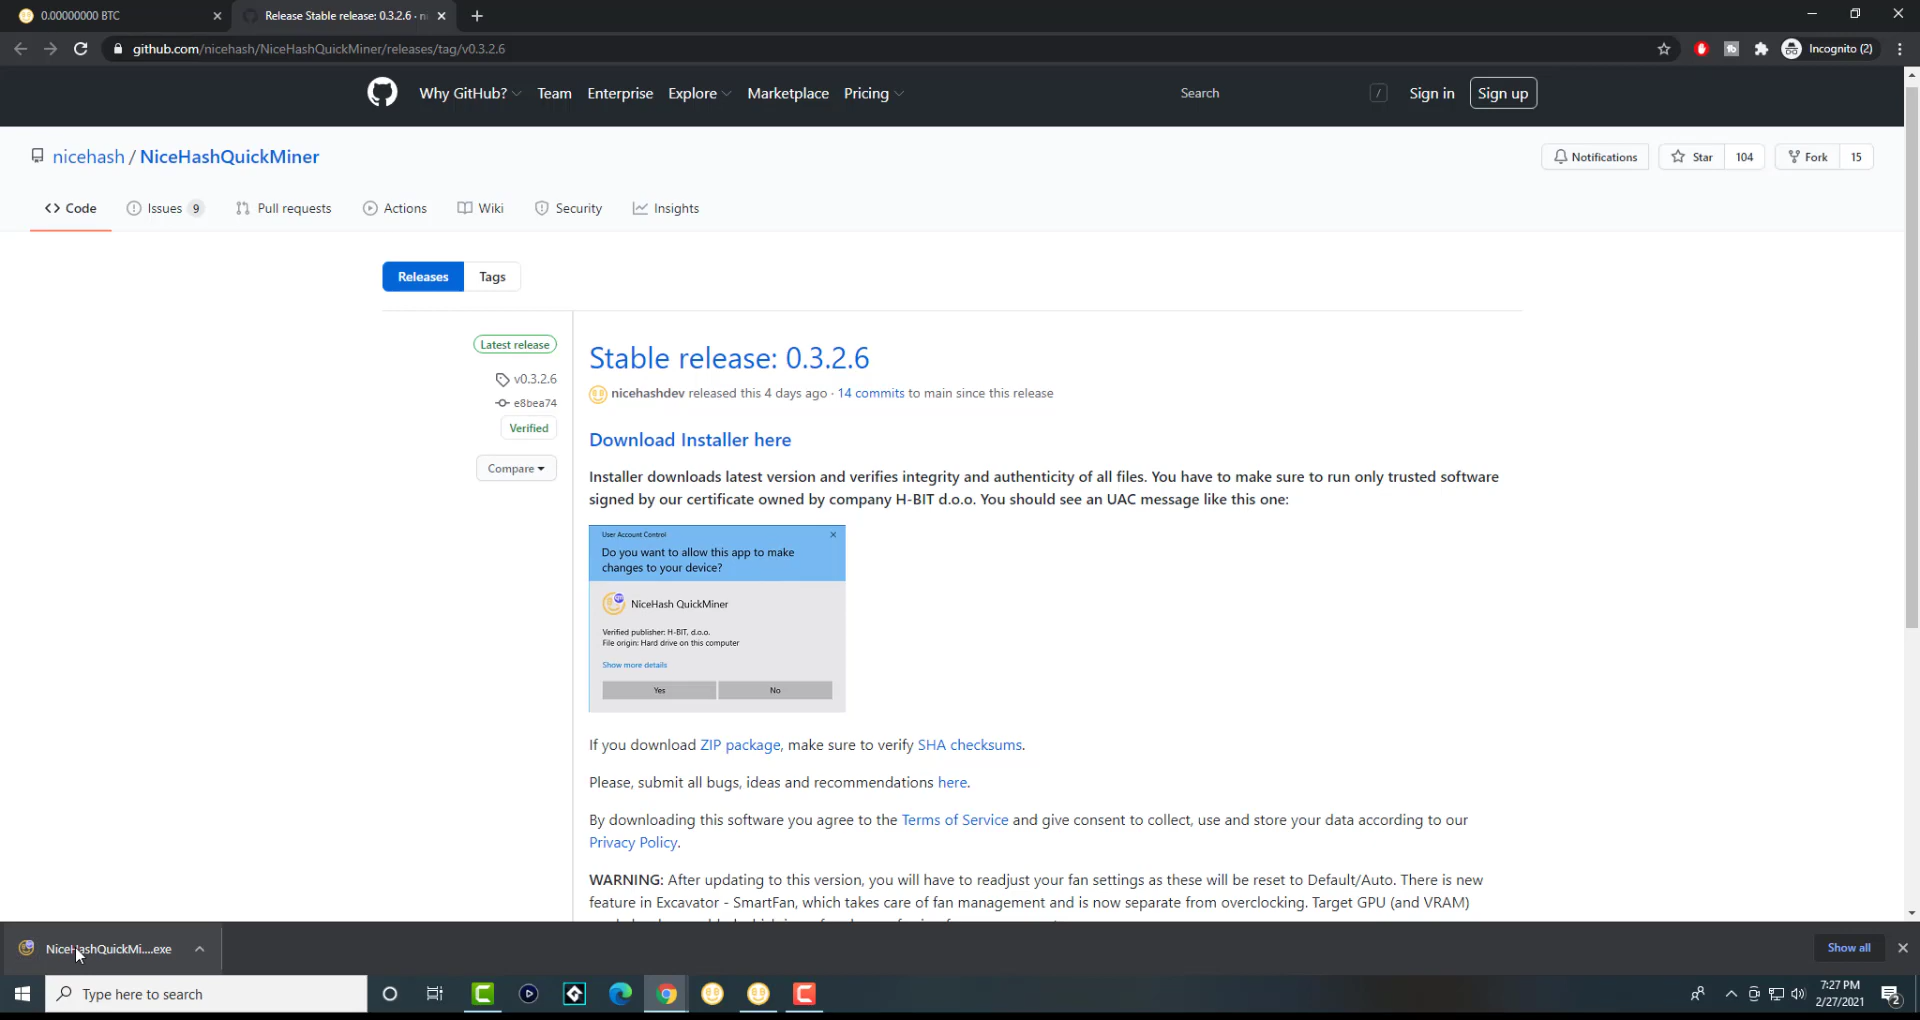 0.00000000 BTC
Release Stable release: 0.3.2.6 · n
github.com/nicehash/NiceHashQuickMiner/releases/tag/v0.3.2.6
Incognito (2)
Why GitHub?
Team
Enterprise
Explore
Marketplace
Pricing
Search
/
Sign in
Sign up
nicehash / NiceHashQuickMiner
Notifications
Star 104
Fork 15
Code
Issues 9
Pull requests
Actions
Wiki
Security
Insights
Releases
Tags
Latest release
v0.3.2.6
e8bea74
Verified
Compare
Stable release: 0.3.2.6
nicehashdev released this 4 days ago · 14 commits to main since this release
Download Installer here
Installer downloads latest version and verifies integrity and authenticity of all files. You have to make sure to run only trusted software
signed by our certificate owned by company H-BIT d.o.o. You should see an UAC message like this one:
User Account Control
Do you want to allow this app to make
changes to your device?
NiceHash QuickMiner
Verified publisher: H-BIT, d.o.o.
File origin: Hard drive on this computer
Show more details
Yes
No
If you download ZIP package, make sure to verify SHA checksums.
Please, submit all bugs, ideas and recommendations here.
By downloading this software you agree to the Terms of Service and give consent to collect, use and store your data according to our
Privacy Policy.
WARNING: After updating to this version, you will have to readjust your fan settings as these will be reset to Default/Auto. There is new
feature in Excavator - SmartFan, which takes care of fan management and is now separate from overclocking. Target GPU (and VRAM)
NiceHashQuickMi....exe
Show all
Type here to search
7:27 PM
2/27/2021
2